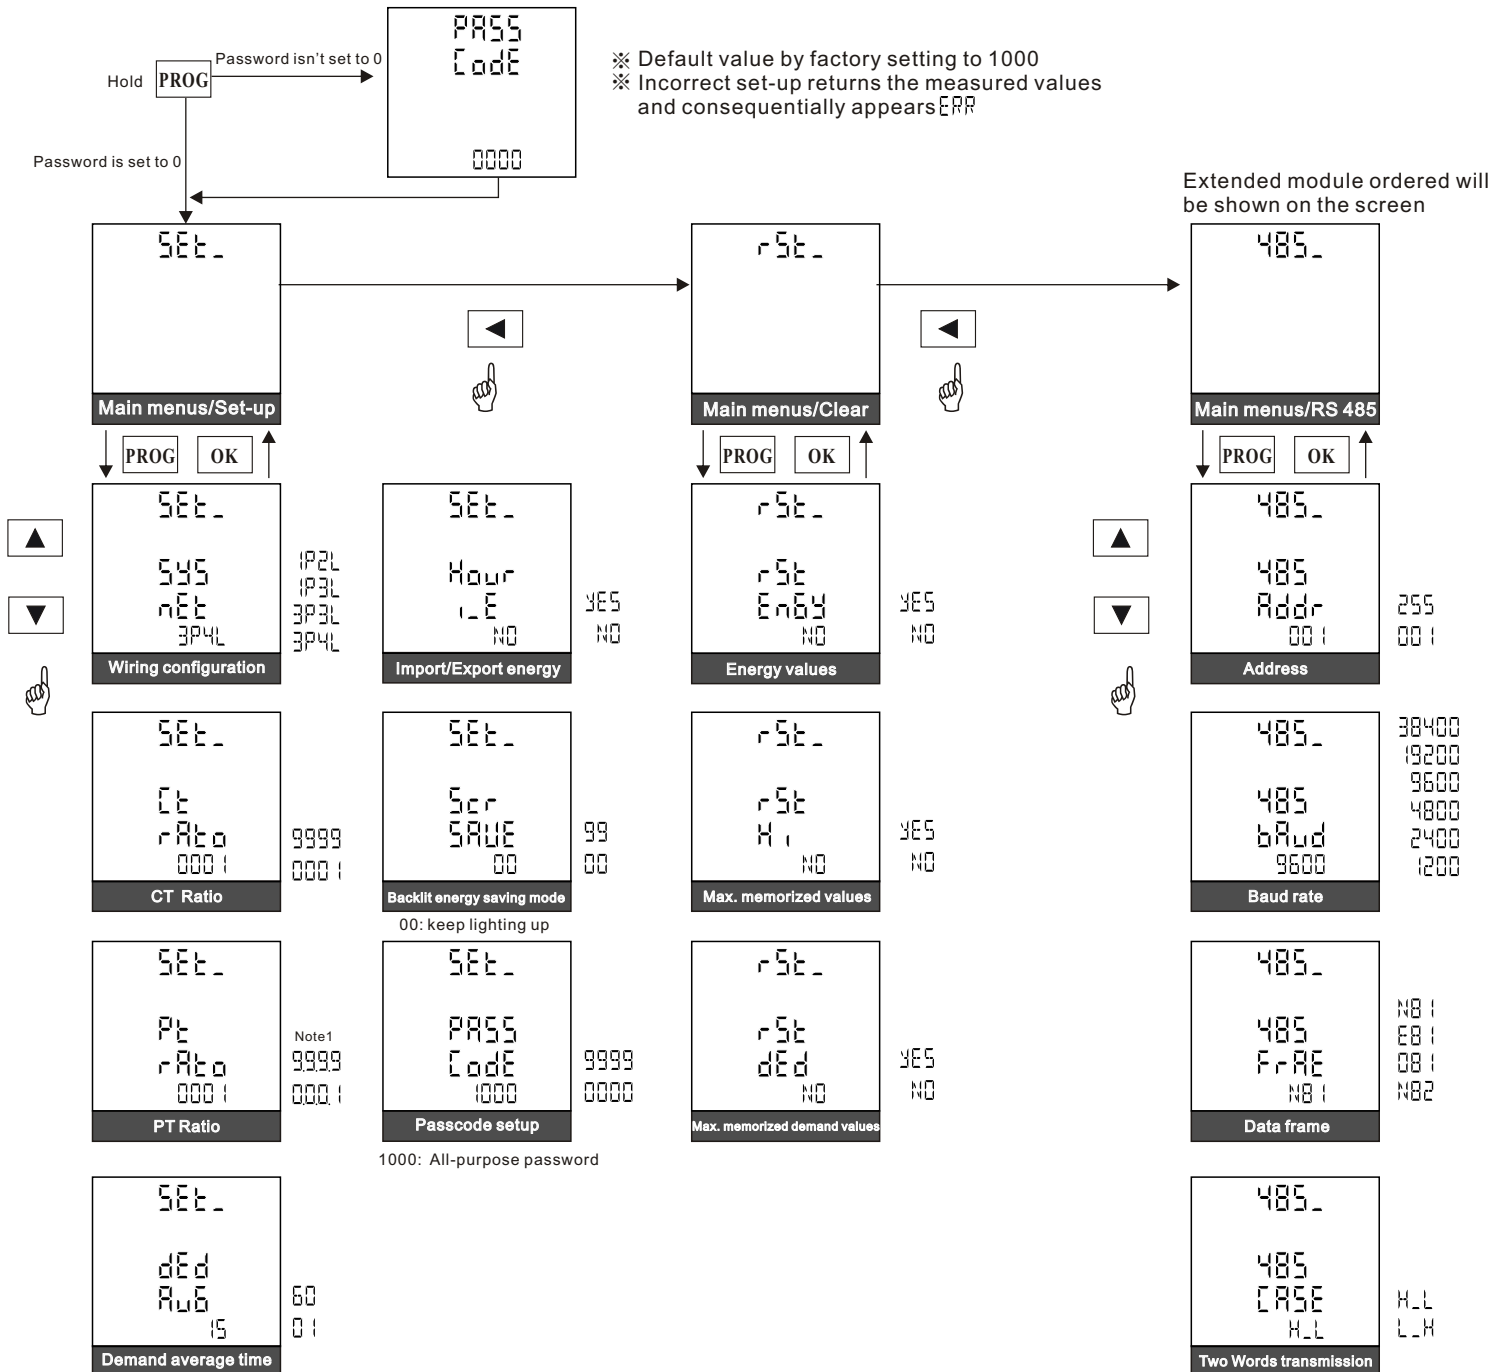 PASS
CodE
0000
Password isn't set to 0
Hold PROG
Password is set to 0
※ Default value by factory setting to 1000
※ Incorrect set-up returns the measured values
and consequentially appears ERR
Extended module ordered will
be shown on the screen
SEt_
Main menus/Set-up
rSt_
Main menus/Clear
485_
Main menus/RS 485
PROG OK
PROG OK
PROG OK
SEt_
SYS
nEt
3P4L
Wiring configuration
1P2L
1P3L
3P3L
3P4L
SEt_
Hour
i_E
NO
Import/Export energy
YES
NO
rSt_
rSt
EnGY
NO
Energy values
YES
NO
485_
485
Addr
001
Address
255
001
SEt_
Ct
rAto
0001
CT Ratio
9999
0001
SEt_
Scr
SAVE
00
Backlit energy saving mode
99
00
00: keep lighting up
rSt_
rSt
Hi
NO
Max. memorized values
YES
NO
485_
485
bAud
9600
Baud rate
38400
19200
9600
4800
2400
1200
SEt_
Pt
rAto
0001
PT Ratio
Note1
9.9.9.9
0.0.0.1
SEt_
PASS
CodE
1000
Passcode setup
9999
0000
1000: All-purpose password
rSt_
rSt
dEd
NO
Max. memorized demand values
YES
NO
485_
485
FrAE
N81
Data frame
N81
E81
O81
N82
SEt_
dEd
AvG
15
Demand average time
60
01
485_
485
CASE
H_L
Two Words transmission
H_L
L_H